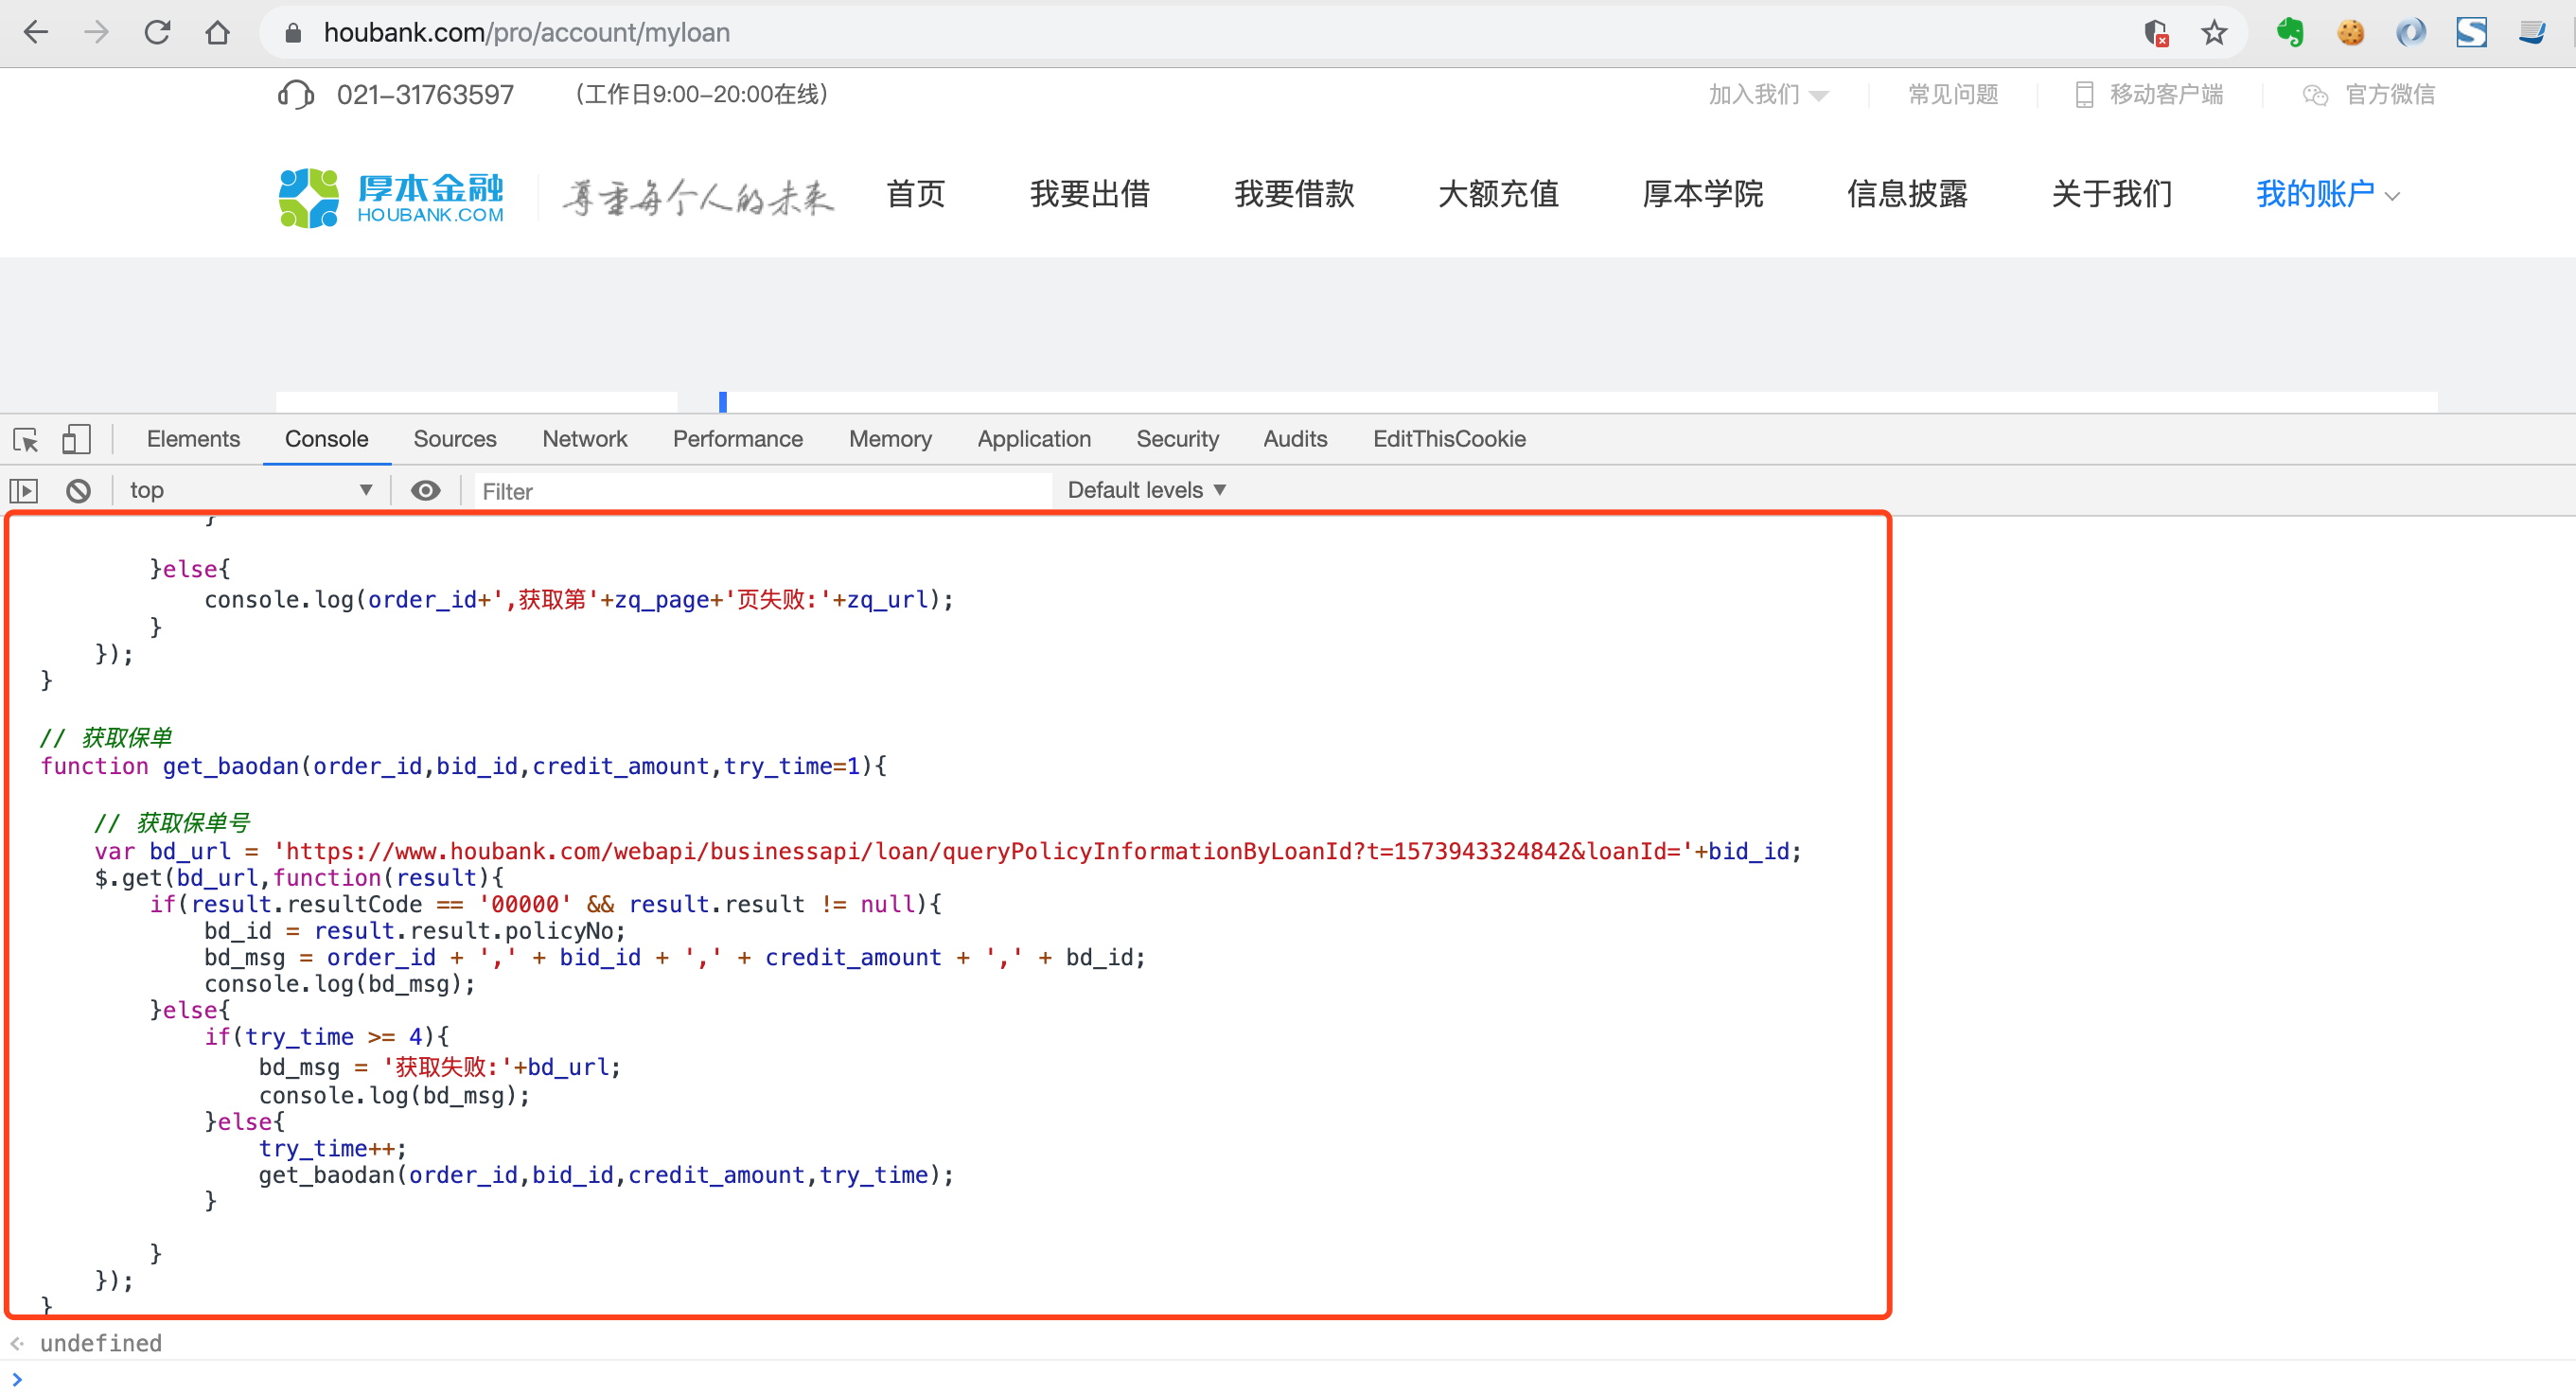 houbank.com/pro/account/myloan
021-31763597 (工作日9:00-20:00在线) 加入我们 常见问题 移动客户端 官方微信
厚本金融 HOUBANK.COM 尊重每个人的未来 首页 我要出借 我要借款 大额充值 厚本学院 信息披露 关于我们 我的账户
Elements Console Sources Network Performance Memory Application Security Audits EditThisCookie
top Filter Default levels
}
}else{
console.log(order_id+',获取第'+zq_page+'页失败:'+zq_url);
}
});
}
// 获取保单
function get_baodan(order_id,bid_id,credit_amount,try_time=1){
// 获取保单号
var bd_url = 'https://www.houbank.com/webapi/businessapi/loan/queryPolicyInformationByLoanId?t=1573943324842&loanId='+bid_id;
$.get(bd_url,function(result){
if(result.resultCode == '00000' && result.result != null){
bd_id = result.result.policyNo;
bd_msg = order_id + ',' + bid_id + ',' + credit_amount + ',' + bd_id;
console.log(bd_msg);
}else{
if(try_time >= 4){
bd_msg = '获取失败:'+bd_url;
console.log(bd_msg);
}else{
try_time++;
get_baodan(order_id,bid_id,credit_amount,try_time);
}
}
});
}
undefined